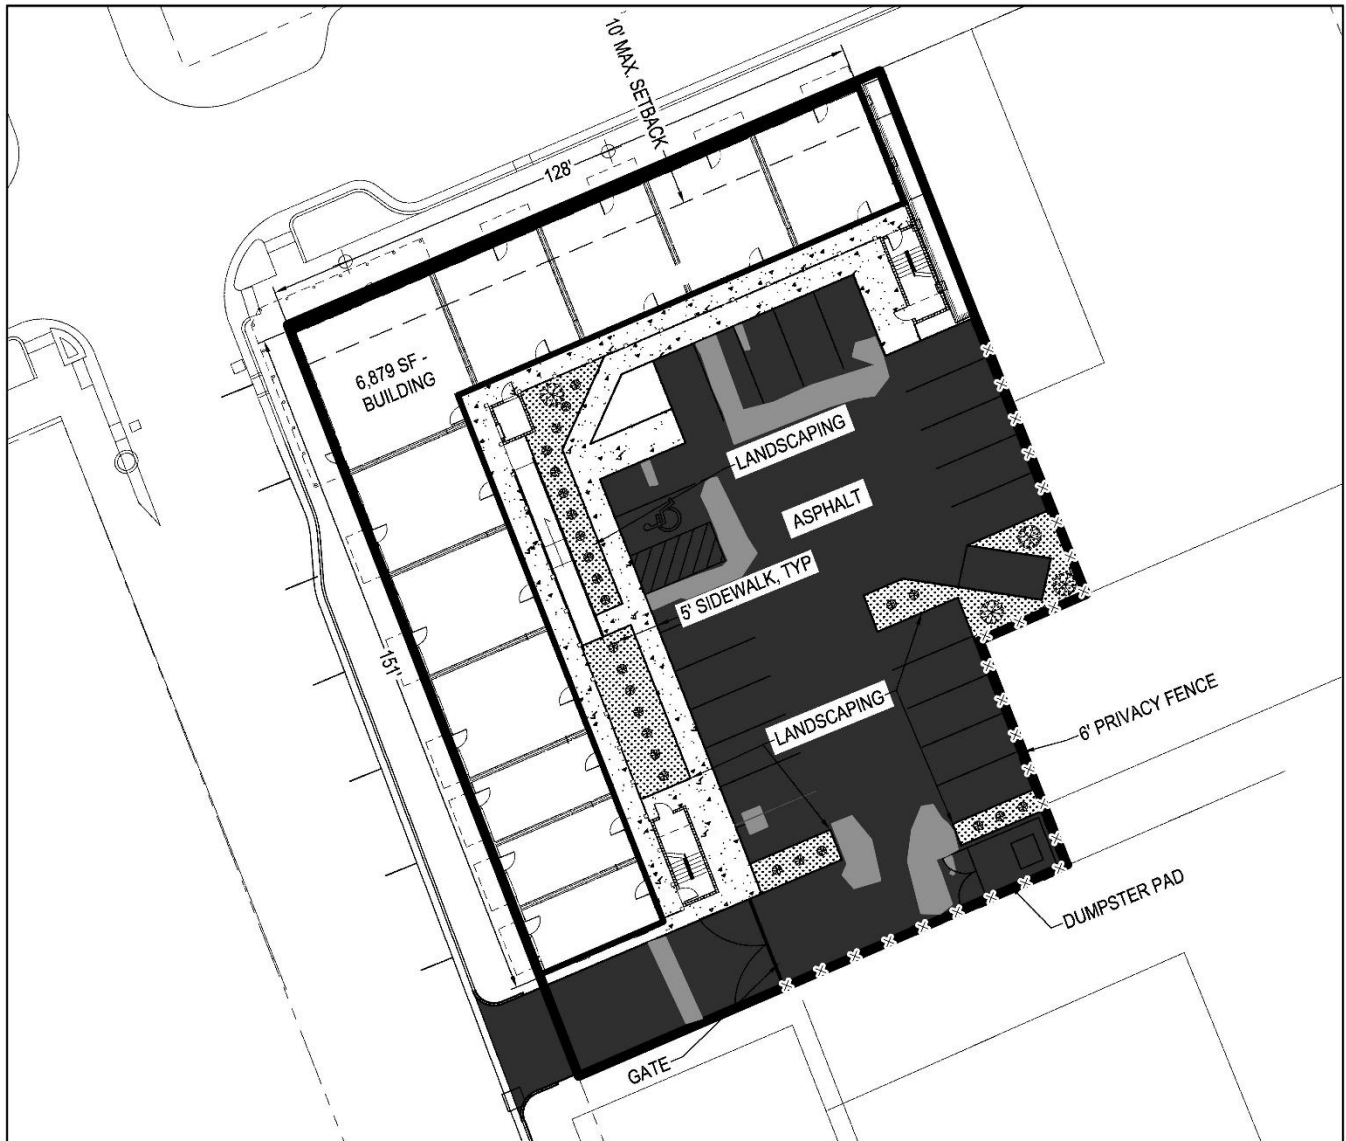 10' MAX. SETBACK
128'
6,879 SF -
BUILDING
LANDSCAPING
ASPHALT
5' SIDEWALK, TYP
151'
LANDSCAPING
6' PRIVACY FENCE
DUMPSTER PAD
GATE